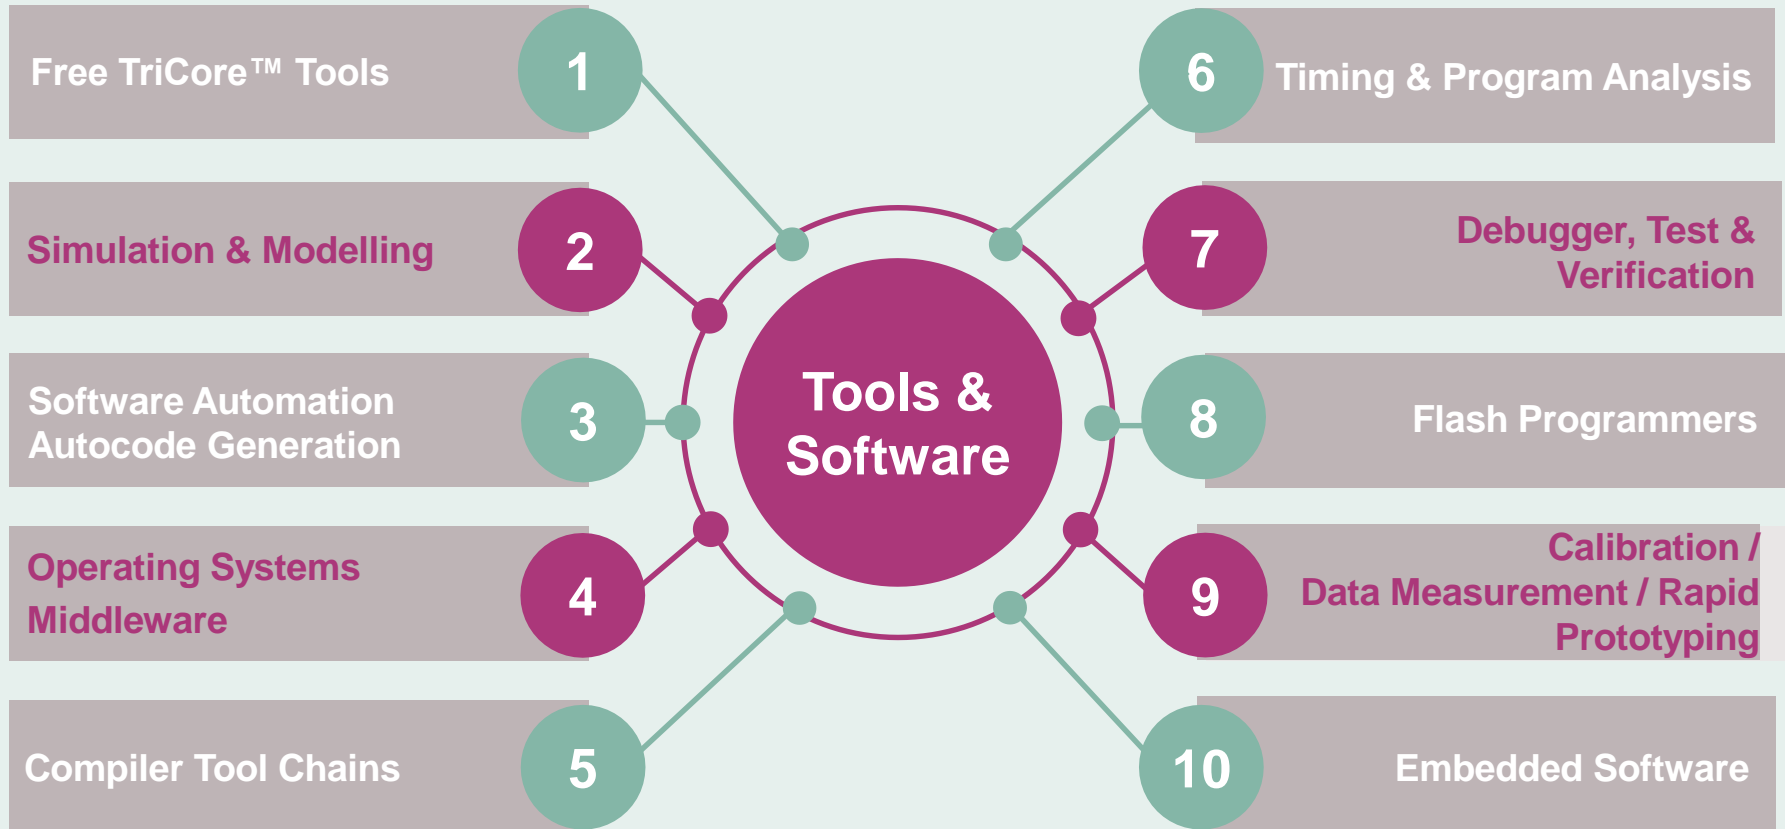 1
Free TriCore™ Tools
2
Simulation & Modelling
3
Software Automation
Autocode Generation
4
Operating Systems
Middleware
5
Compiler Tool Chains
Tools &
Software
6
Timing & Program Analysis
7
Debugger, Test &
Verification
8
Flash Programmers
9
Calibration /
Data Measurement / Rapid
Prototyping
10
Embedded Software